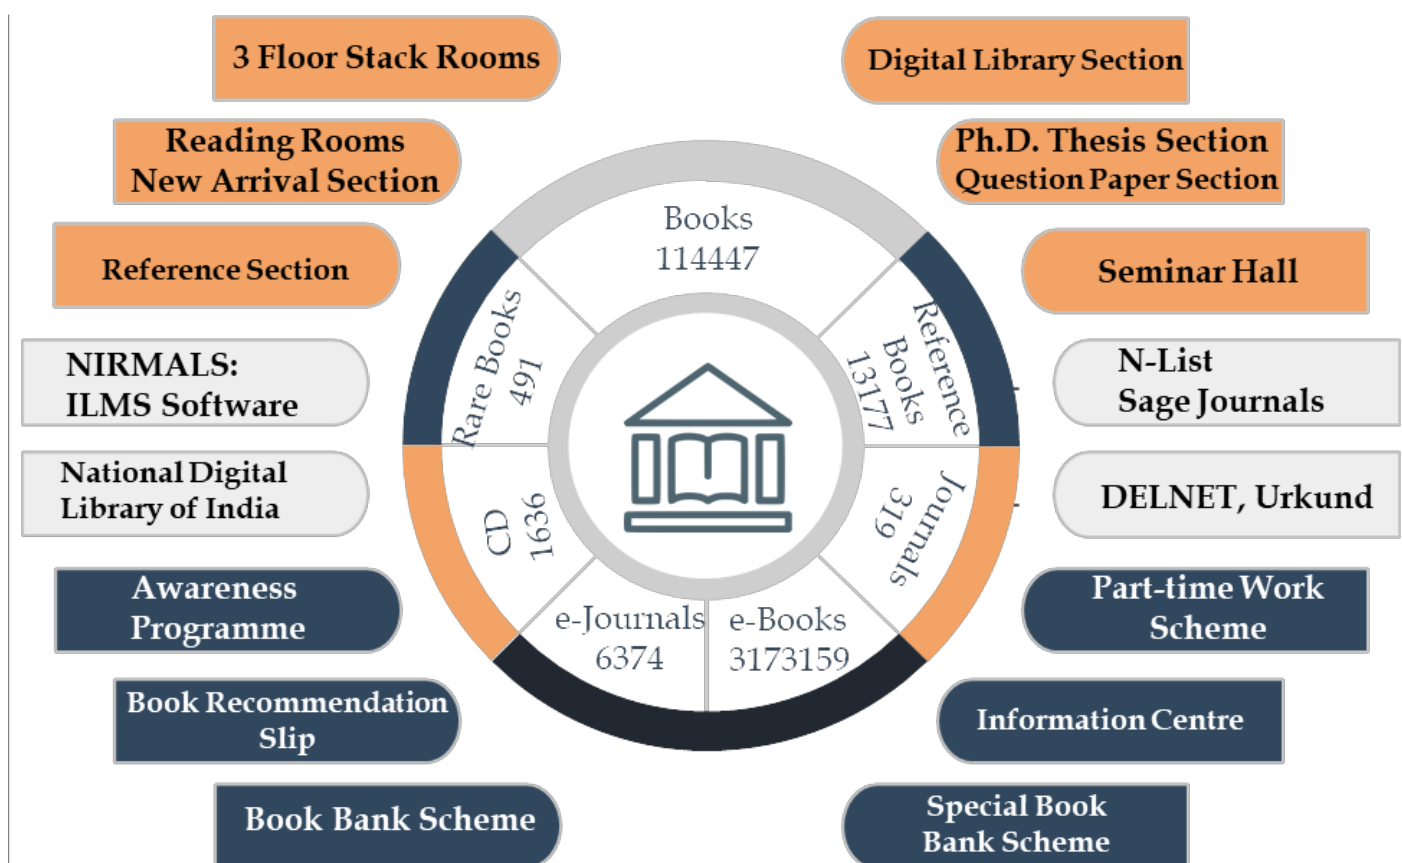 3 Floor Stack Rooms
Digital Library Section
Reading Rooms
New Arrival Section
Ph.D. Thesis Section
Question Paper Section
Reference Section
Seminar Hall
NIRMALS:
ILMS Software
N-List
Sage Journals
National Digital
Library of India
DELNET, Urkund
Awareness
Programme
Part-time Work
Scheme
Book Recommendation
Slip
Information Centre
Book Bank Scheme
Special Book
Bank Scheme
Books
114447
Reference
Books
13177
Journals
319
e-Books
3173159
e-Journals
6374
CD
1636
Rare Books
491